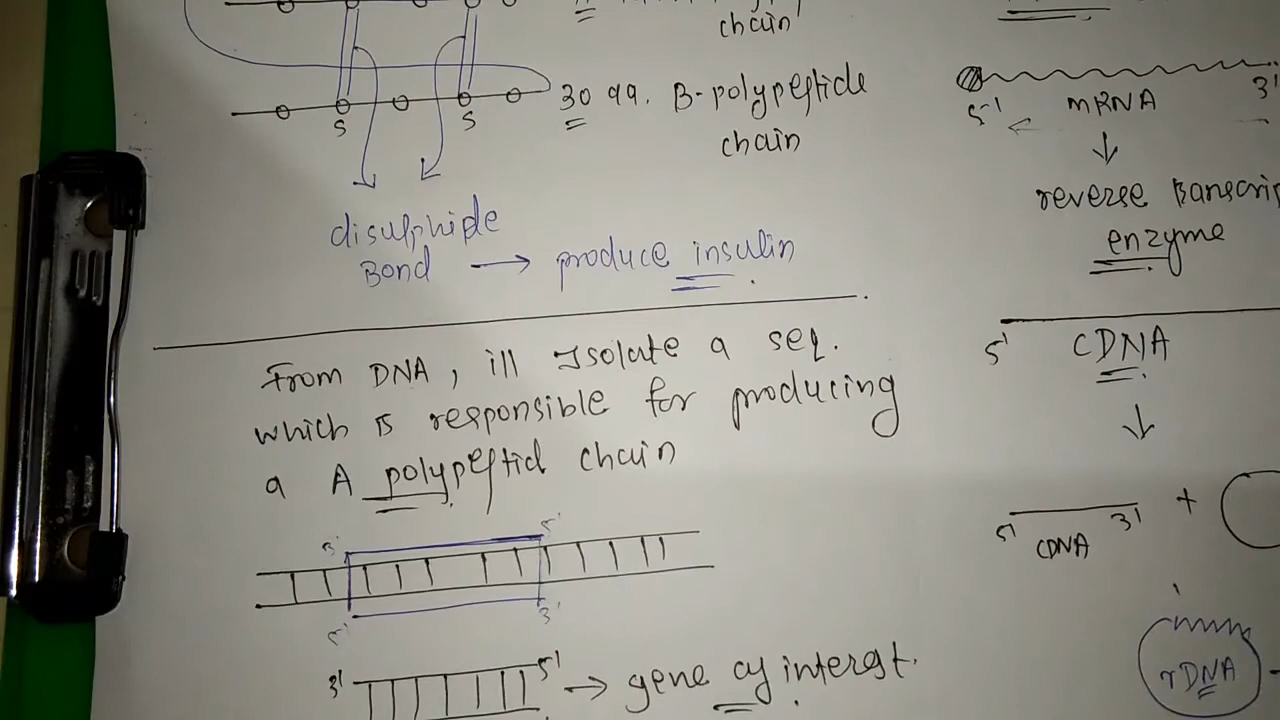 chain
30 aa. B-polypeptide
chain
S S
disulphide
Bond → produce insulin
From DNA, ill Isolate a seq.
which is responsible for producing
a A polypeptid chain
3' 5'
5' 3'
3' 5' → gene of interest.
5' 3'
mRNA
↓
reverse
enzyme
5' CDNA
↓
5' 3' +
CDNA
rDNA